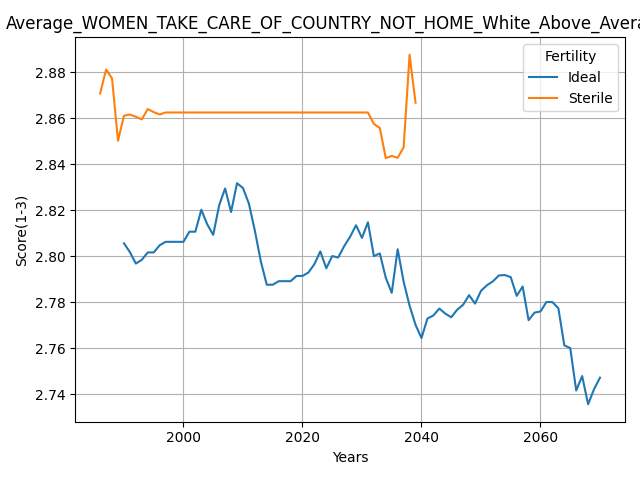 Average_WOMEN_TAKE_CARE_OF_COUNTRY_NOT_HOME_White_Above_Avera
Fertility
Ideal
Sterile
2.88
2.86
2.84
2.82
2.80
2.78
2.76
2.74
Score(1-3)
2000 2020 2040 2060
Years